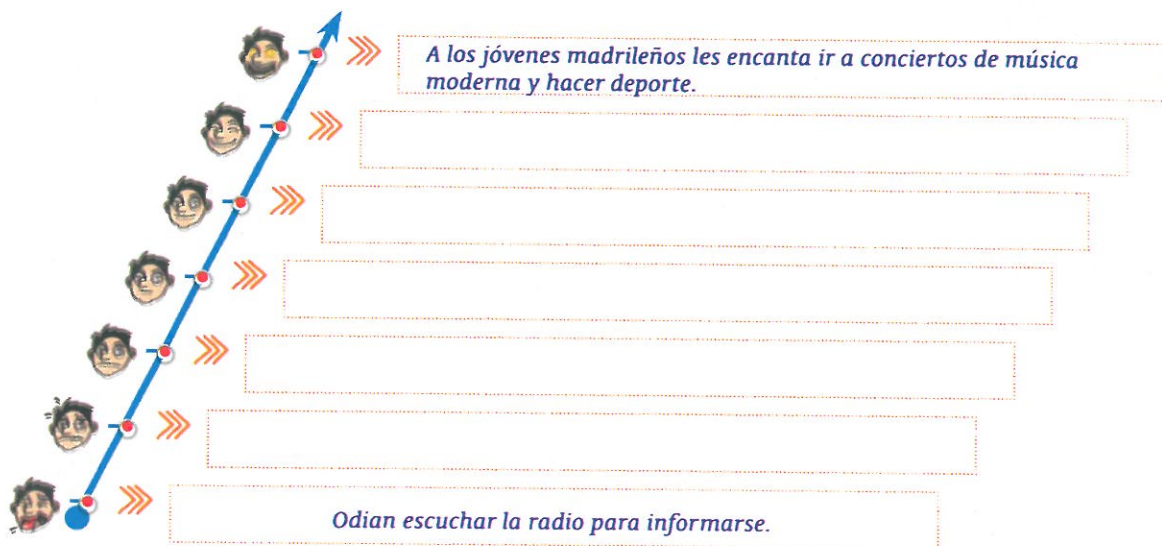 A los jóvenes madrileños les encanta ir a conciertos de música
moderna y hacer deporte.
Odian escuchar la radio para informarse.